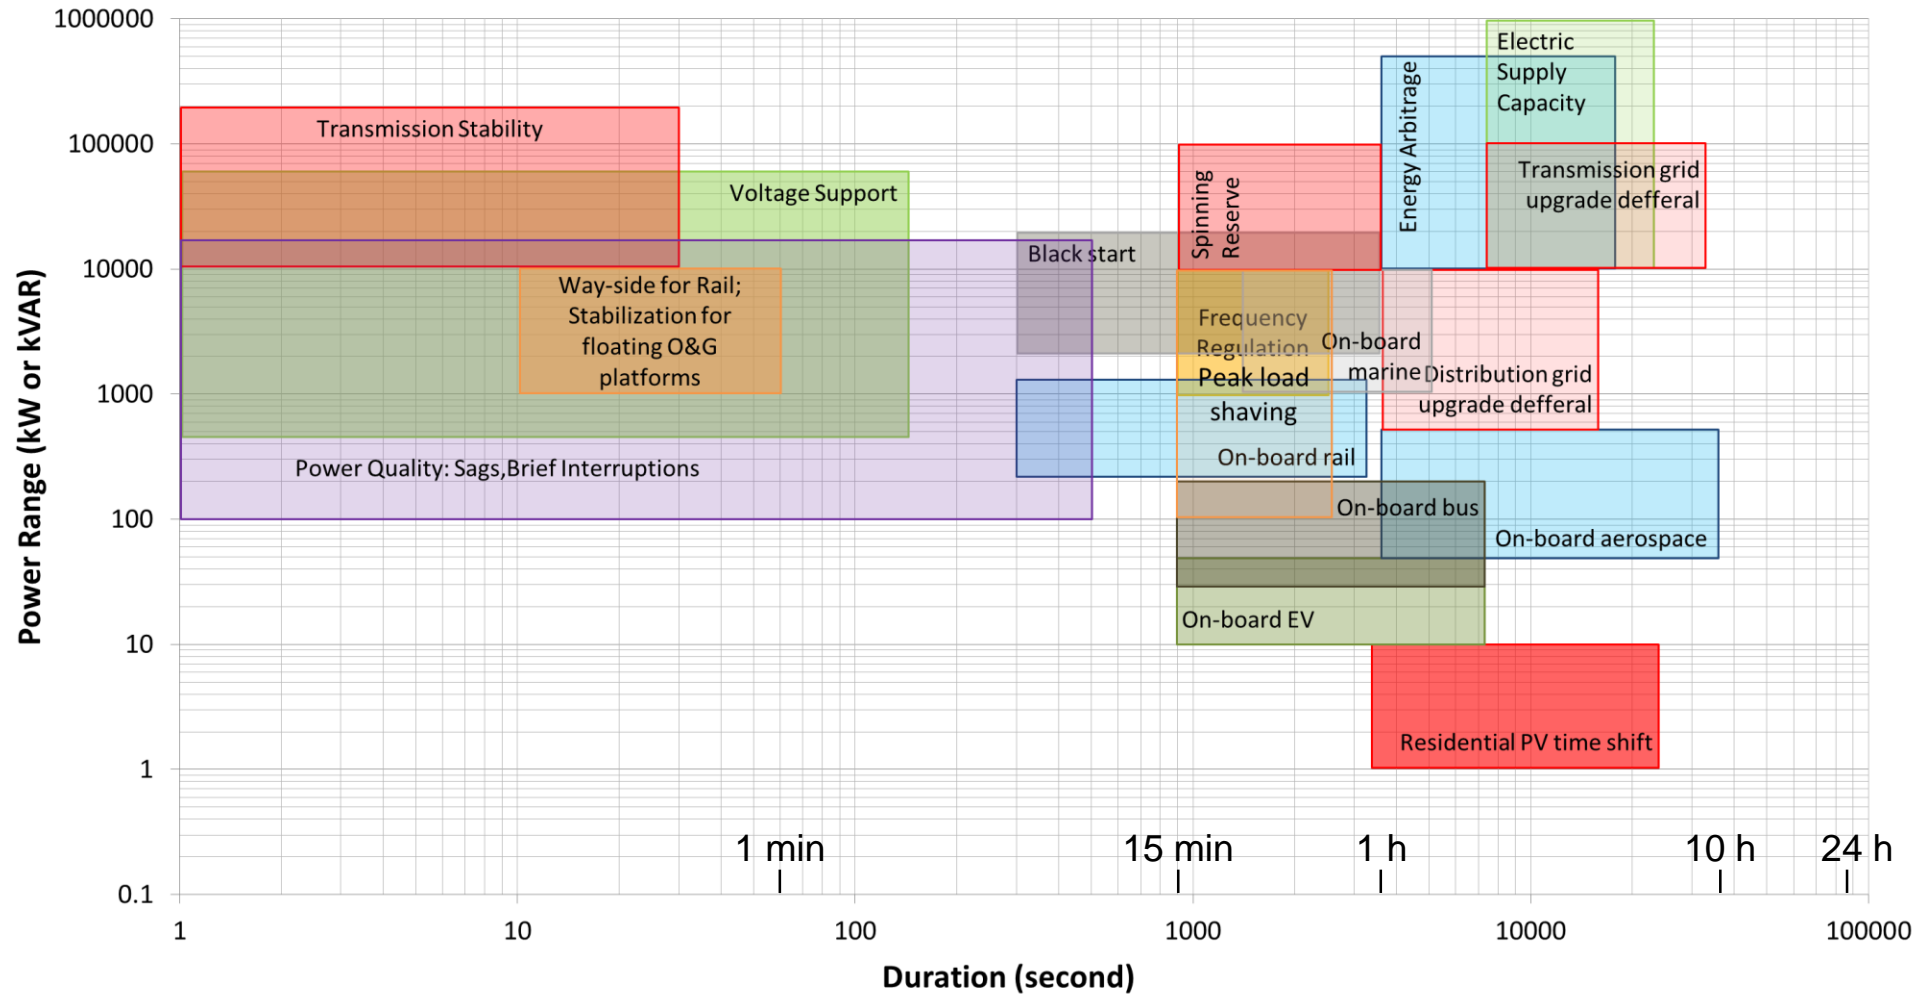 1000000
100000
10000
1000
100
10
1
0.1
Power Range (kW or kVAR)
Transmission Stability
Voltage Support
Way-side for Rail;
Stabilization for
floating O&G
platforms
Power Quality: Sags,Brief Interruptions
Black start
Spinning
Reserve
Energy Arbitrage
Electric
Supply
Capacity
Transmission grid
upgrade defferal
Frequency
Regulation
Peak load
shaving
On-board
marine
Distribution grid
upgrade defferal
On-board rail
On-board bus
On-board aerospace
On-board EV
Residential PV time shift
1 min
15 min
1 h
10 h
24 h
1
10
100
1000
10000
100000
Duration (second)